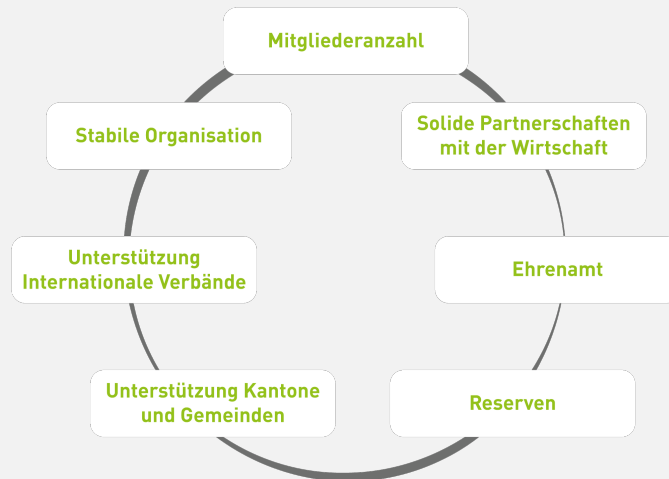 Mitgliederanzahl
Stabile Organisation
Solide Partnerschaften
mit der Wirtschaft
Unterstützung
Internationale Verbände
Ehrenamt
Unterstützung Kantone
und Gemeinden
Reserven